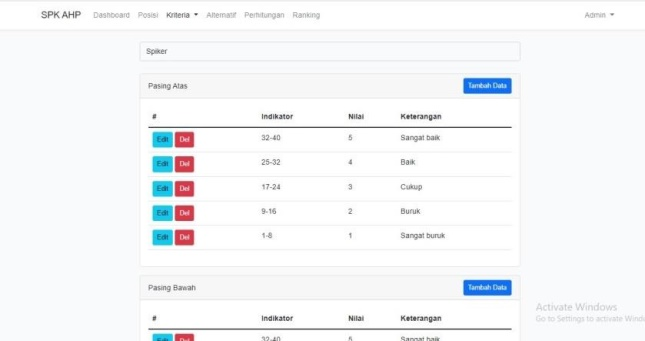 SPK AHP Dashboard Posisi Kriteria Alternatif Perhitungan Ranking Admin
Spiker
Pasing Atas Tambah Data
# Indikator Nilai Keterangan
Edit Del 32-40 5 Sangat baik
Edit Del 25-32 4 Baik
Edit Del 17-24 3 Cukup
Edit Del 9-16 2 Buruk
Edit Del 1-8 1 Sangat buruk
Pasing Bawah Tambah Data
# Indikator Nilai Keterangan
Edit Del 32-40 5 Sangat baik
Activate Windows
Go to Settings to activate